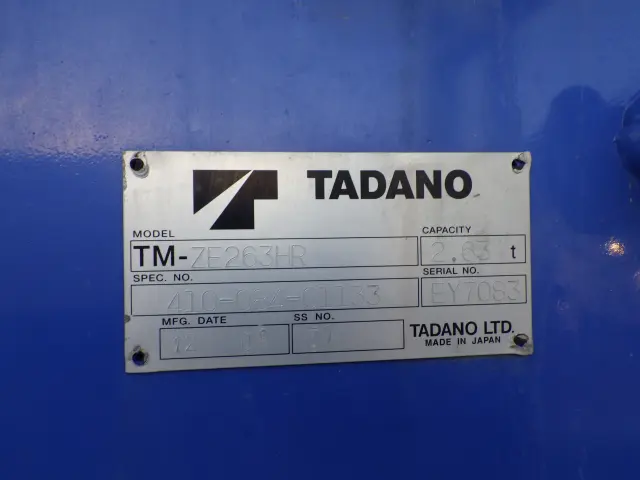 TADANO
MODEL CAPACITY
TM-ZE263HR 2.63 t
SPEC. NO. SERIAL NO.
EY7083
MFG. DATE SS NO.
12 TADANO LTD.
MADE IN JAPAN